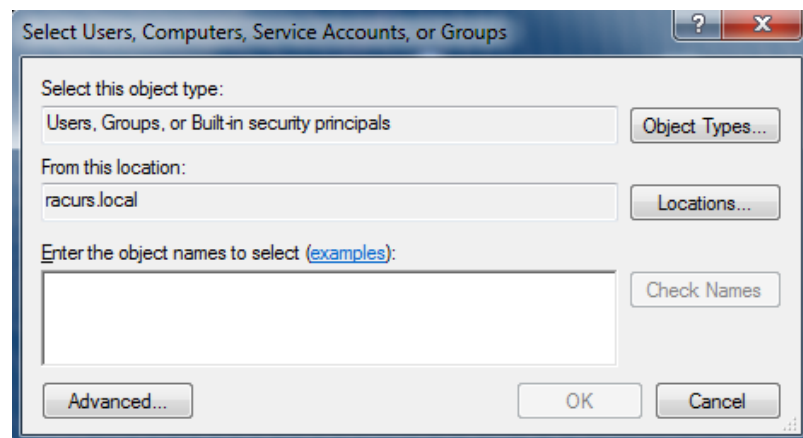 Select Users, Computers, Service Accounts, or Groups
Select this object type:
Users, Groups, or Built-in security principals
Object Types...
From this location:
racurs.local
Locations...
Enter the object names to select (examples):
Check Names
Advanced...
OK
Cancel